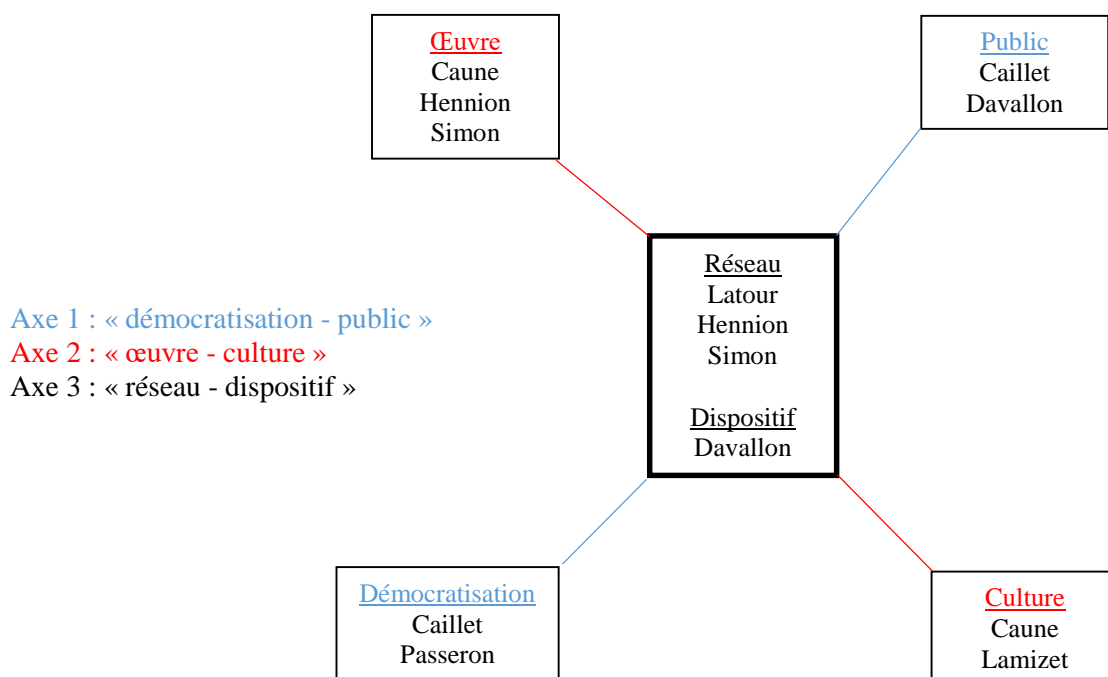 Œuvre
Caune
Hennion
Simon
Public
Caillet
Davallon
Réseau
Latour
Hennion
Simon
Dispositif
Davallon
Axe 1 : « démocratisation - public »
Axe 2 : « œuvre - culture »
Axe 3 : « réseau - dispositif »
Démocratisation
Caillet
Passeron
Culture
Caune
Lamizet